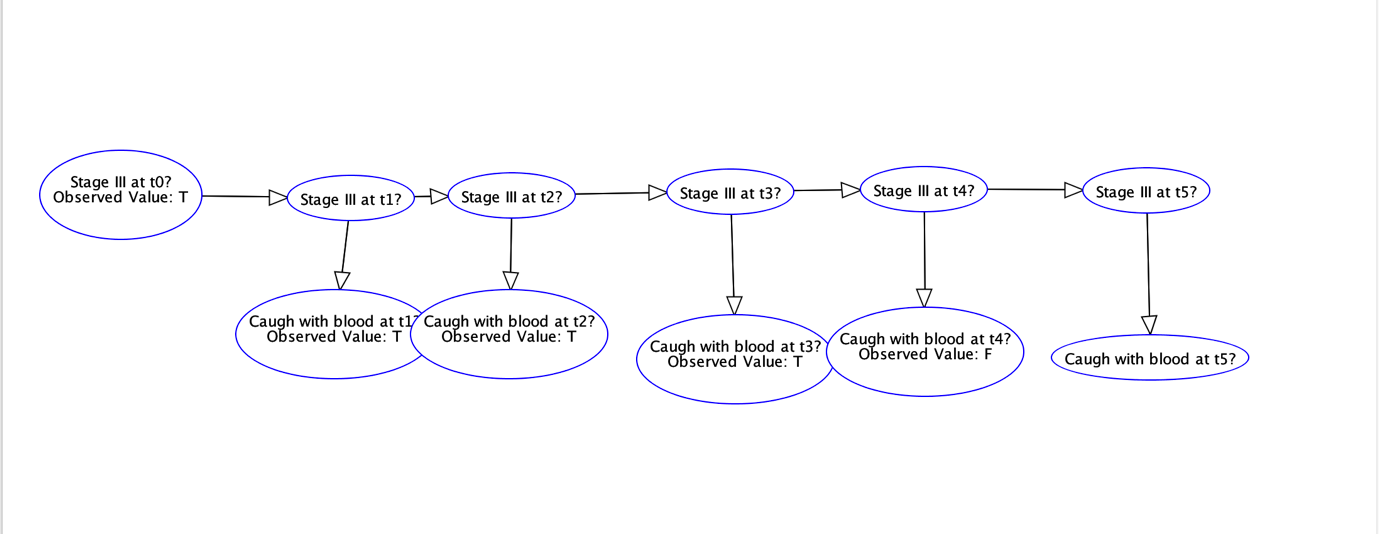 Stage III at t0?
Observed Value: T
Stage III at t1?
Stage III at t2?
Stage III at t3?
Stage III at t4?
Stage III at t5?
Caugh with blood at t1?
Observed Value: T
Caugh with blood at t2?
Observed Value: T
Caugh with blood at t3?
Observed Value: T
Caugh with blood at t4?
Observed Value: F
Caugh with blood at t5?